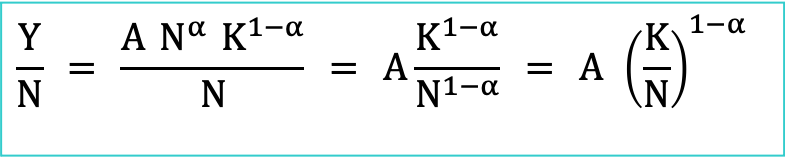 Y/N = A N^α K^(1−α) / N = A K^(1−α) / N^(1−α) = A (K/N)^(1−α)